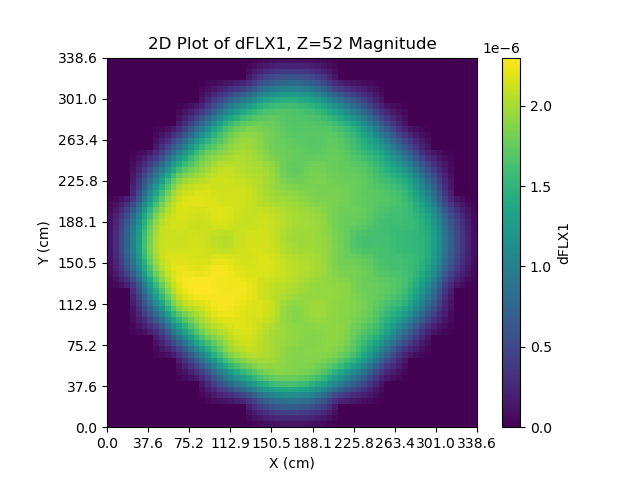 2D Plot of dFLX1, Z=52 Magnitude
1e−6
338.6
301.0
263.4
225.8
188.1
150.5
112.9
75.2
37.6
0.0
Y (cm)
0.0 37.6 75.2 112.9 150.5 188.1 225.8 263.4 301.0 338.6
X (cm)
2.0
1.5
1.0
0.5
0.0
dFLX1